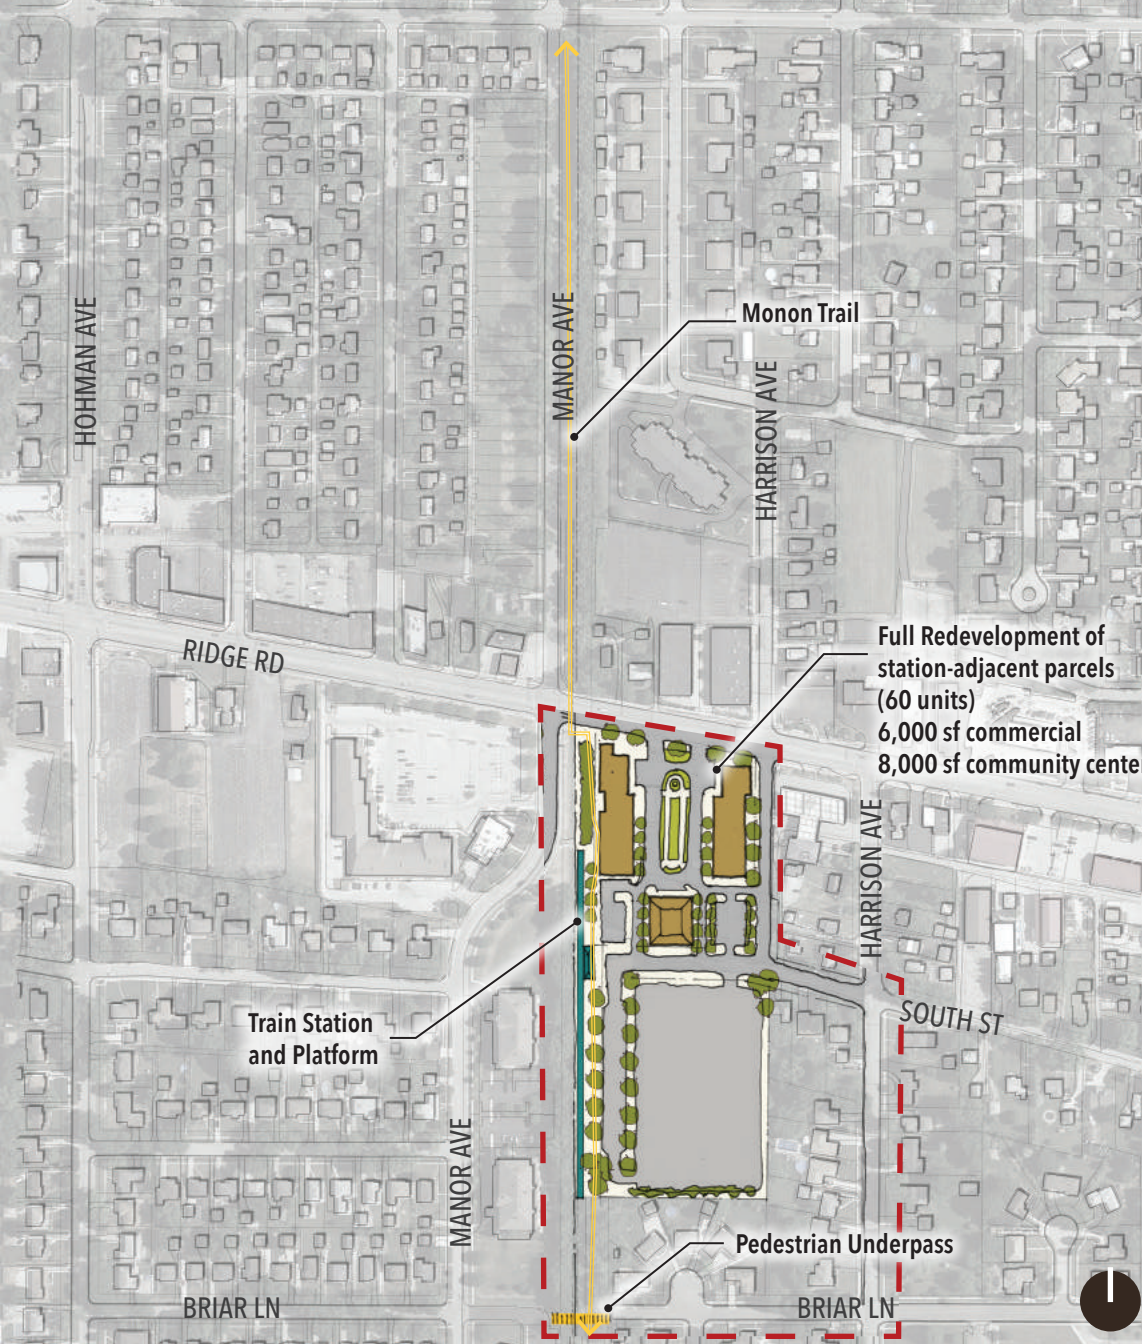 HOHMAN AVE
MANOR AVE
Monon Trail
HARRISON AVE
RIDGE RD
Full Redevelopment of
station-adjacent parcels
(60 units)
6,000 sf commercial
8,000 sf community cente
HARRISON AVE
Train Station
and Platform
SOUTH ST
MANOR AVE
Pedestrian Underpass
BRIAR LN
BRIAR LN